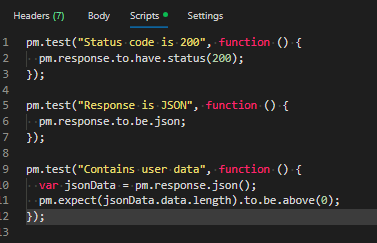 Headers (7) Body Scripts Settings
1 pm.test("Status code is 200", function () {
2 pm.response.to.have.status(200);
3 });
4
5 pm.test("Response is JSON", function () {
6 pm.response.to.be.json;
7 });
8
9 pm.test("Contains user data", function () {
10 var jsonData = pm.response.json();
11 pm.expect(jsonData.data.length).to.be.above(0);
12 });
13